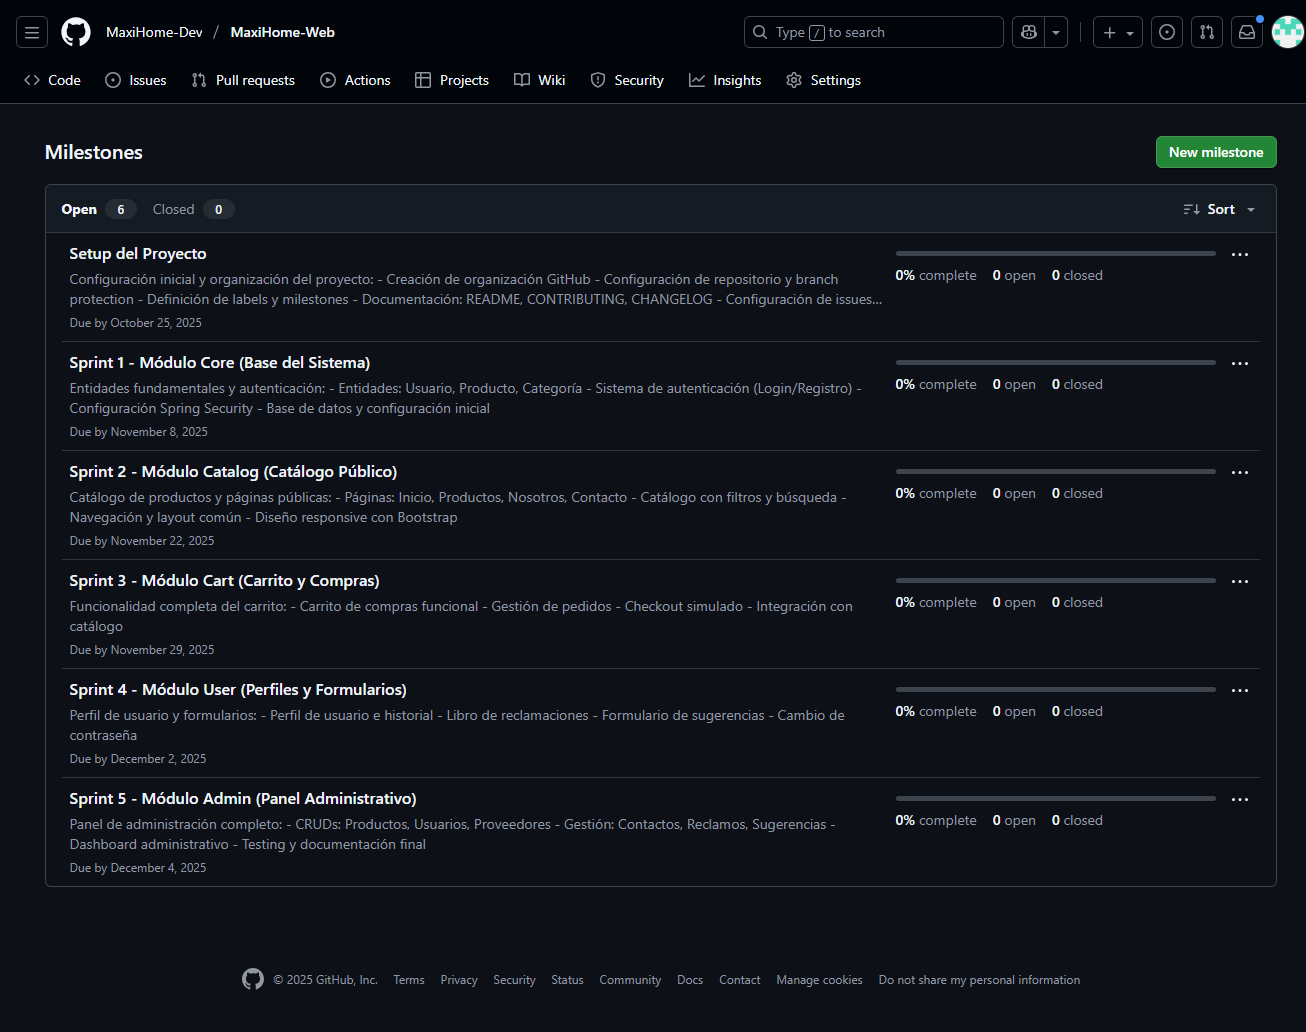 MaxiHome-Dev / MaxiHome-Web
Type / to search
Code Issues Pull requests Actions Projects Wiki Security Insights Settings
Milestones
New milestone
Open 6 Closed 0
Sort
Setup del Proyecto
Configuración inicial y organización del proyecto: - Creación de organización GitHub - Configuración de repositorio y branch
protection - Definición de labels y milestones - Documentación: README, CONTRIBUTING, CHANGELOG - Configuración de issues...
Due by October 25, 2025
0% complete 0 open 0 closed
Sprint 1 - Módulo Core (Base del Sistema)
Entidades fundamentales y autenticación: - Entidades: Usuario, Producto, Categoría - Sistema de autenticación (Login/Registro) -
Configuración Spring Security - Base de datos y configuración inicial
Due by November 8, 2025
0% complete 0 open 0 closed
Sprint 2 - Módulo Catalog (Catálogo Público)
Catálogo de productos y páginas públicas: - Páginas: Inicio, Productos, Nosotros, Contacto - Catálogo con filtros y búsqueda -
Navegación y layout común - Diseño responsive con Bootstrap
Due by November 22, 2025
0% complete 0 open 0 closed
Sprint 3 - Módulo Cart (Carrito y Compras)
Funcionalidad completa del carrito: - Carrito de compras funcional - Gestión de pedidos - Checkout simulado - Integración con
catálogo
Due by November 29, 2025
0% complete 0 open 0 closed
Sprint 4 - Módulo User (Perfiles y Formularios)
Perfil de usuario y formularios: - Perfil de usuario e historial - Libro de reclamaciones - Formulario de sugerencias - Cambio de
contraseña
Due by December 2, 2025
0% complete 0 open 0 closed
Sprint 5 - Módulo Admin (Panel Administrativo)
Panel de administración completo: - CRUDs: Productos, Usuarios, Proveedores - Gestión: Contactos, Reclamos, Sugerencias -
Dashboard administrativo - Testing y documentación final
Due by December 4, 2025
0% complete 0 open 0 closed
© 2025 GitHub, Inc. Terms Privacy Security Status Community Docs Contact Manage cookies Do not share my personal information